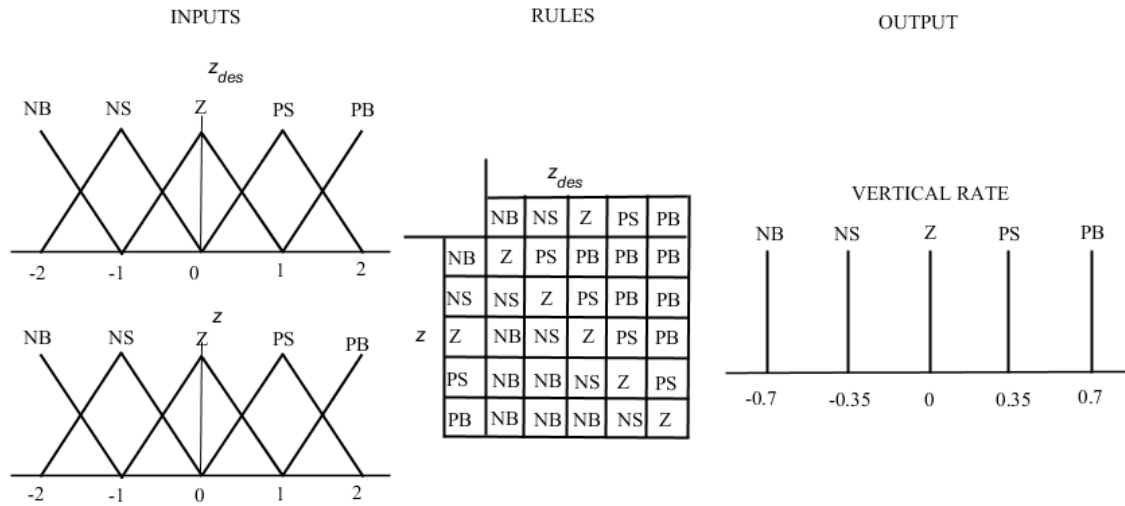 INPUTS
RULES
OUTPUT
z_des
NB NS Z PS PB
-2 -1 0 1 2
z
NB NS Z PS PB
-2 -1 0 1 2
z_des
NB NS Z PS PB
NB Z PS PB PB PB
NS NS Z PS PB PB
z
Z NB NS Z PS PB
PS NB NB NS Z PS
PB NB NB NB NS Z
VERTICAL RATE
NB NS Z PS PB
-0.7 -0.35 0 0.35 0.7